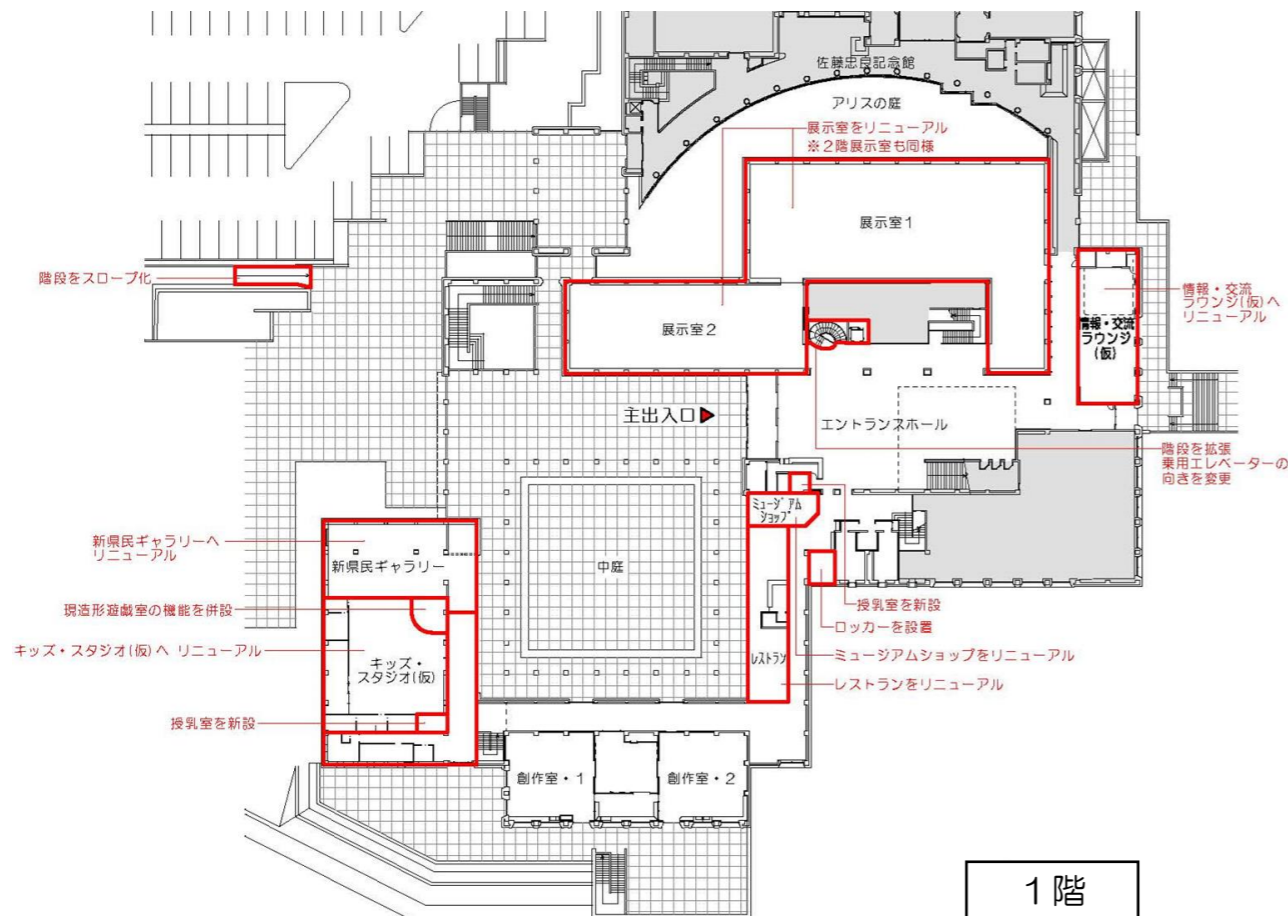 佐藤忠良記念館
アリスの庭
展示室をリニューアル
※2階展示室も同様
展示室1
階段をスロープ化
情報・交流
ラウンジ(仮)へ
リニューアル
展示室2
情報・交流
ラウンジ
(仮)
主出入口
エントランスホール
階段を拡張
乗用エレベーターの
向きを変更
ミュージアム
ショップ
新県民ギャラリーへ
リニューアル
新県民ギャラリー
中庭
現造形遊戯室の機能を併設
授乳室を新設
ロッカーを設置
キッズ・スタジオ(仮)へ リニューアル
キッズ・
スタジオ(仮)
レストラン
ミュージアムショップをリニューアル
レストランをリニューアル
授乳室を新設
創作室・1
創作室・2
1階